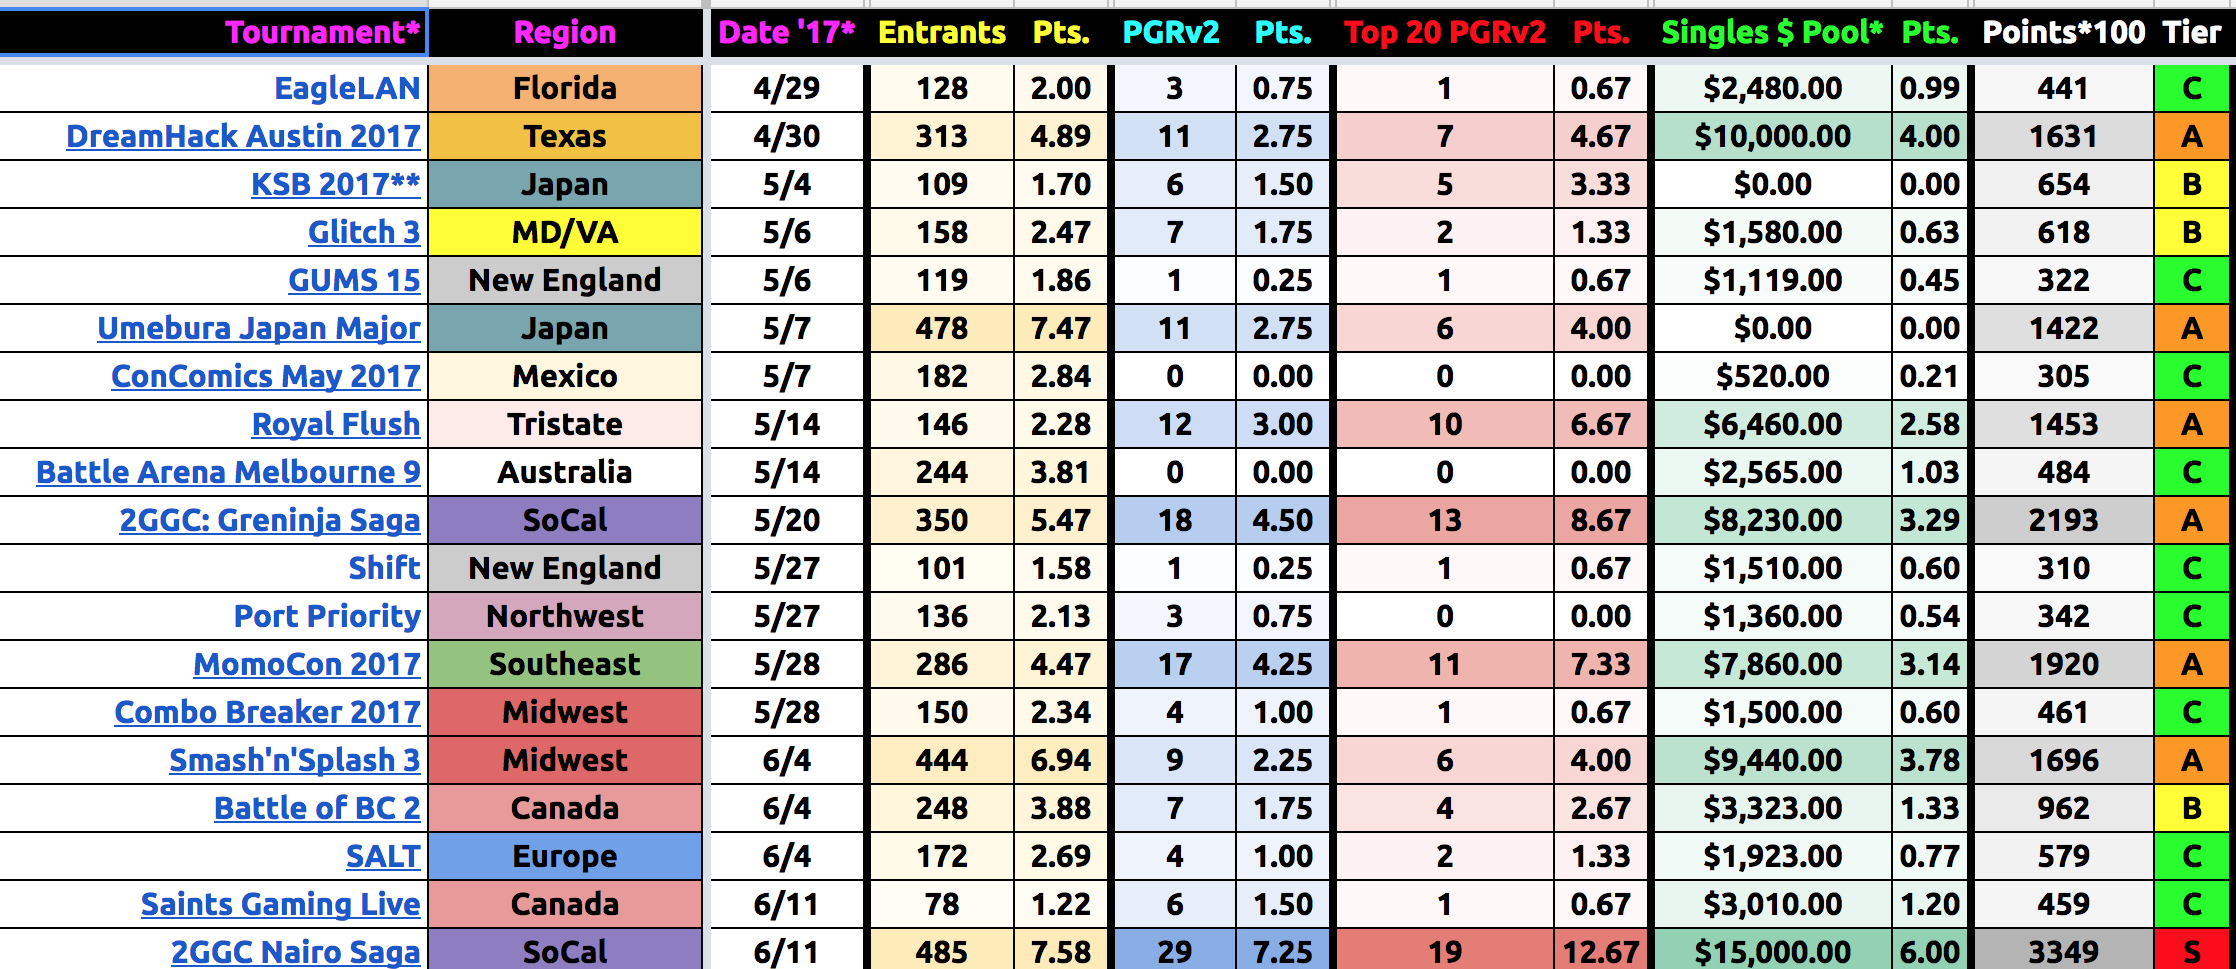 Tournament* Region Date '17* Entrants Pts. PGRv2 Pts. Top 20 PGRv2 Pts. Singles $ Pool* Pts. Points*100 Tier
EagleLAN Florida 4/29 128 2.00 3 0.75 1 0.67 $2,480.00 0.99 441 C
DreamHack Austin 2017 Texas 4/30 313 4.89 11 2.75 7 4.67 $10,000.00 4.00 1631 A
KSB 2017** Japan 5/4 109 1.70 6 1.50 5 3.33 $0.00 0.00 654 B
Glitch 3 MD/VA 5/6 158 2.47 7 1.75 2 1.33 $1,580.00 0.63 618 B
GUMS 15 New England 5/6 119 1.86 1 0.25 1 0.67 $1,119.00 0.45 322 C
Umebura Japan Major Japan 5/7 478 7.47 11 2.75 6 4.00 $0.00 0.00 1422 A
ConComics May 2017 Mexico 5/7 182 2.84 0 0.00 0 0.00 $520.00 0.21 305 C
Royal Flush Tristate 5/14 146 2.28 12 3.00 10 6.67 $6,460.00 2.58 1453 A
Battle Arena Melbourne 9 Australia 5/14 244 3.81 0 0.00 0 0.00 $2,565.00 1.03 484 C
2GGC: Greninja Saga SoCal 5/20 350 5.47 18 4.50 13 8.67 $8,230.00 3.29 2193 A
Shift New England 5/27 101 1.58 1 0.25 1 0.67 $1,510.00 0.60 310 C
Port Priority Northwest 5/27 136 2.13 3 0.75 0 0.00 $1,360.00 0.54 342 C
MomoCon 2017 Southeast 5/28 286 4.47 17 4.25 11 7.33 $7,860.00 3.14 1920 A
Combo Breaker 2017 Midwest 5/28 150 2.34 4 1.00 1 0.67 $1,500.00 0.60 461 C
Smash'n'Splash 3 Midwest 6/4 444 6.94 9 2.25 6 4.00 $9,440.00 3.78 1696 A
Battle of BC 2 Canada 6/4 248 3.88 7 1.75 4 2.67 $3,323.00 1.33 962 B
SALT Europe 6/4 172 2.69 4 1.00 2 1.33 $1,923.00 0.77 579 C
Saints Gaming Live Canada 6/11 78 1.22 6 1.50 1 0.67 $3,010.00 1.20 459 C
2GGC Nairo Saga SoCal 6/11 485 7.58 29 7.25 19 12.67 $15,000.00 6.00 3349 S